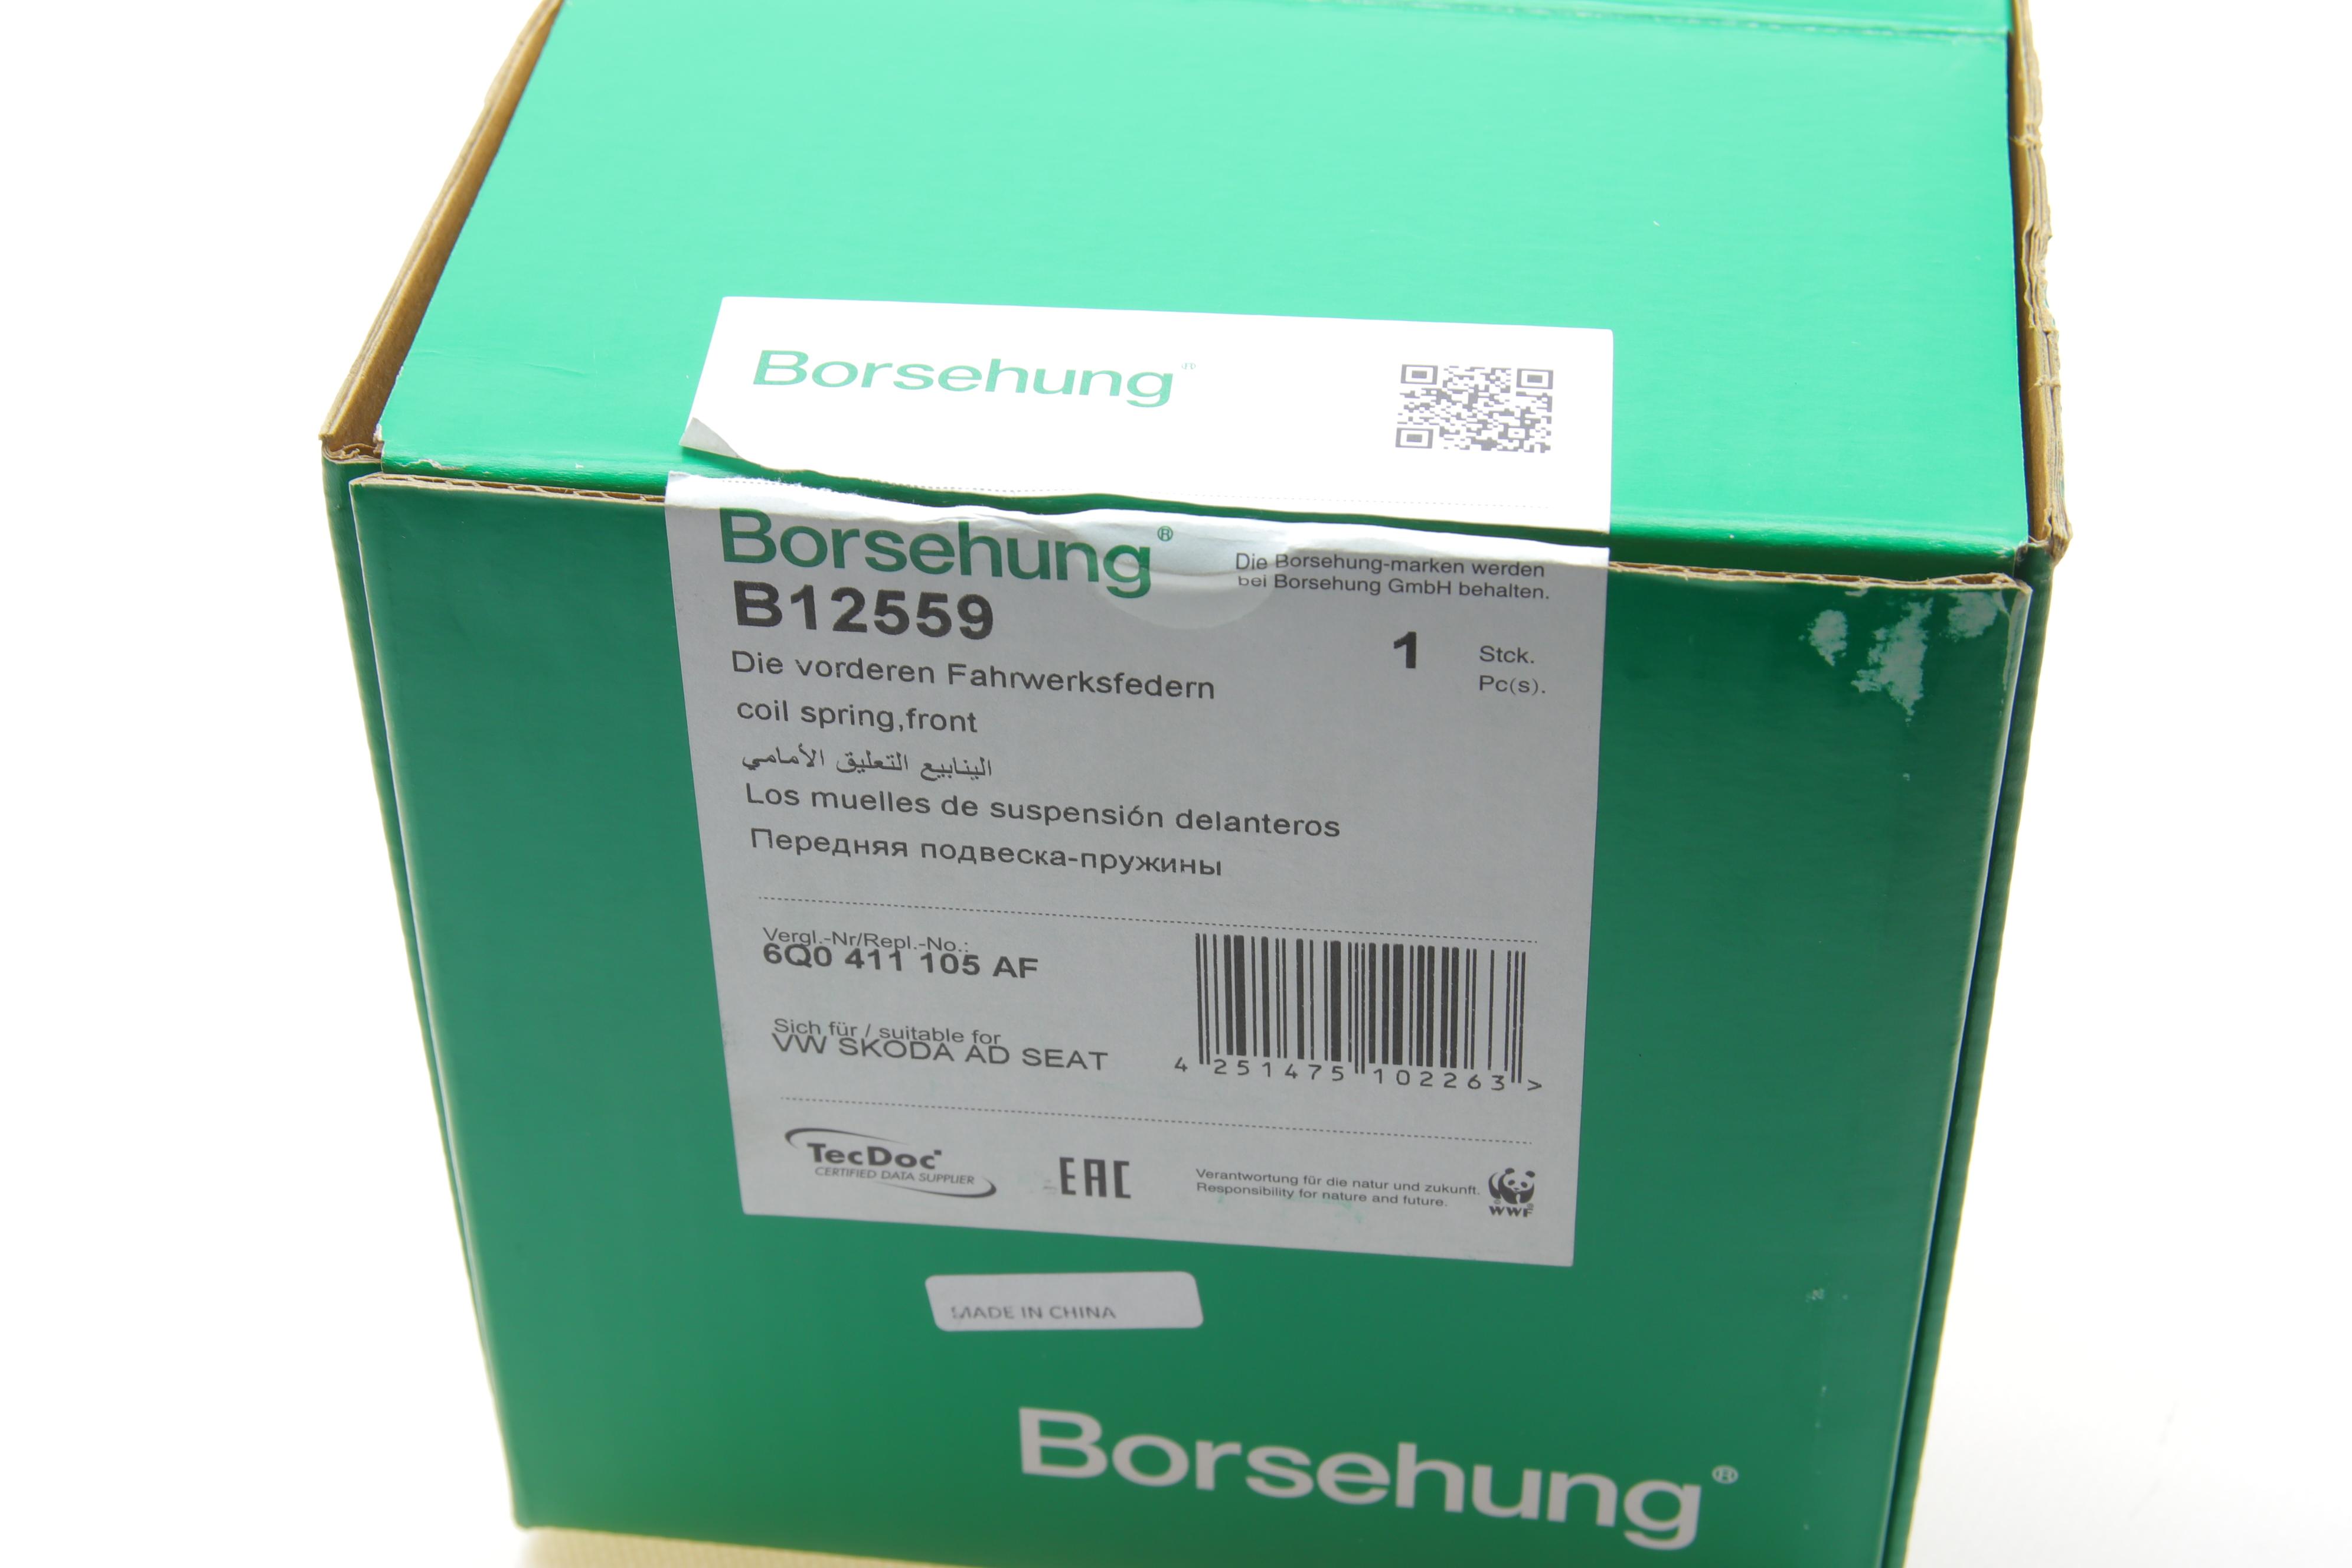 Borsehung®
Borsehung®
Die Borsehung-marken werden
bei Borsehung GmbH behalten.
B12559
1 Stck.
Pc(s).
Die vorderen Fahrwerksfedern
coil spring,front
الينابيع التعليق الأمامي
Los muelles de suspensión delanteros
Передняя подвеска-пружины
Vergl.-Nr/Repl.-No.:
6Q0 411 105 AF
Sich für / suitable for
VW SKODA AD SEAT
4 251475 102263 >
TecDoc
CERTIFIED DATA SUPPLIER
EAC
Verantwortung für die natur und zukunft.
Responsibility for nature and future.
WWF
MADE IN CHINA
Borsehung®